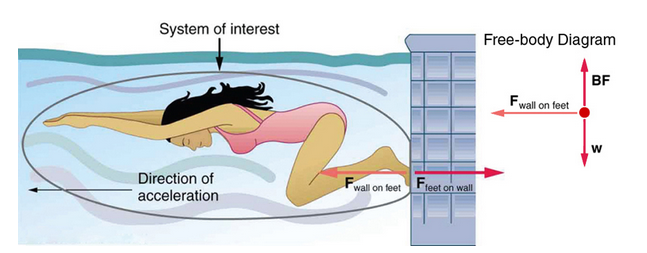 System of interest
Free-body Diagram
BF
F wall on feet
w
Direction of
acceleration
F wall on feet
F feet on wall